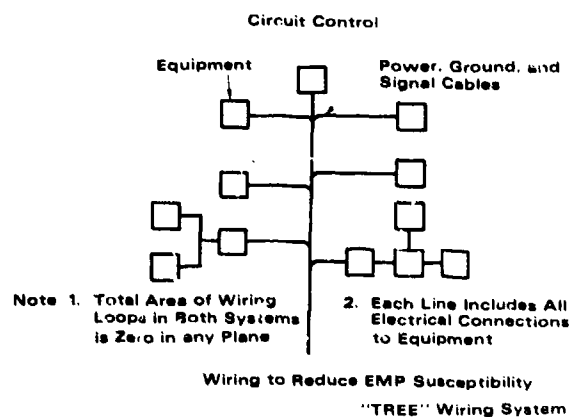 Circuit Control
Equipment
Power, Ground, and
Signal Cables
Note 1. Total Area of Wiring
Loops in Both Systems
is Zero in any Plane
2. Each Line Includes All
Electrical Connections
to Equipment
Wiring to Reduce EMP Susceptibility
"TREE" Wiring System